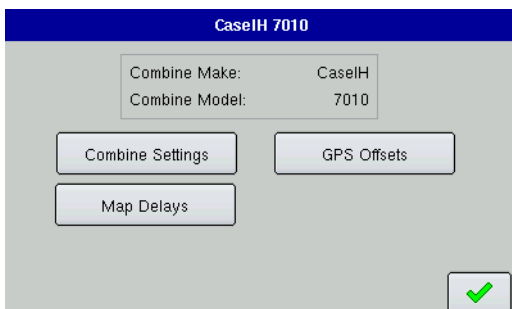 CaseIH 7010
Combine Make: CaseIH
Combine Model: 7010
Combine Settings GPS Offsets
Map Delays